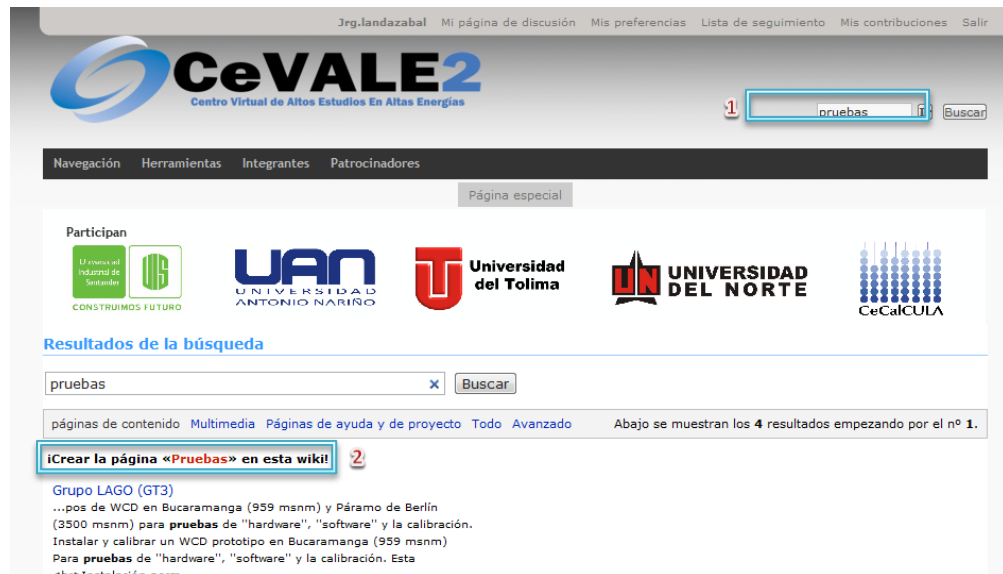 Jrg.landazabal Mi página de discusión Mis preferencias Lista de seguimiento Mis contribuciones Salir
CeVALE2
Centro Virtual de Altos Estudios En Altas Energías
1 pruebas Buscar
Navegación Herramientas Integrantes Patrocinadores
Página especial
Participan
Universidad
Industrial de
Santander
UIS
CONSTRUIMOS FUTURO
UAN
UNIVERSIDAD
ANTONIO NARIÑO
Universidad
del Tolima
UN UNIVERSIDAD
DEL NORTE
CeCalCULA
Resultados de la búsqueda
pruebas x Buscar
páginas de contenido Multimedia Páginas de ayuda y de proyecto Todo Avanzado Abajo se muestran los 4 resultados empezando por el nº 1.
¡Crear la página «Pruebas» en esta wiki! 2
Grupo LAGO (GT3)
...pos de WCD en Bucaramanga (959 msnm) y Páramo de Berlín
(3500 msnm) para pruebas de "hardware", "software" y la calibración.
Instalar y calibrar un WCD prototipo en Bucaramanga (959 msnm)
Para pruebas de "hardware", "software" y la calibración. Esta